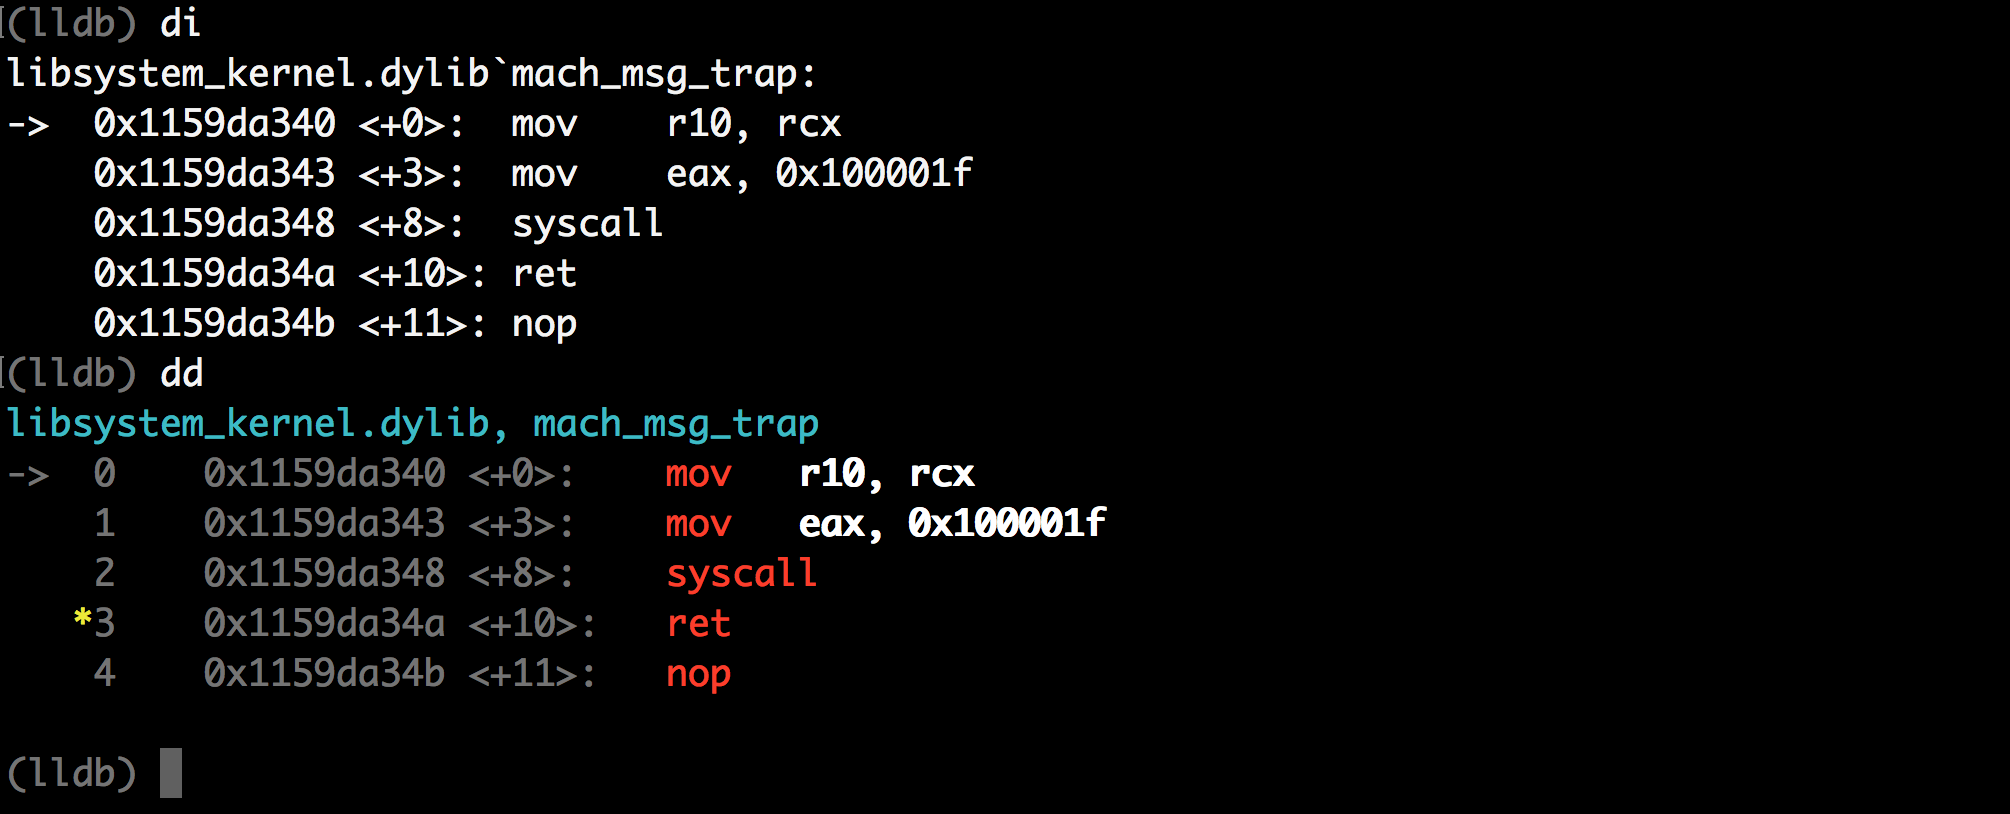 (lldb) di
libsystem_kernel.dylib`mach_msg_trap:
->  0x1159da340 <+0>:  mov    r10, rcx
    0x1159da343 <+3>:  mov    eax, 0x100001f
    0x1159da348 <+8>:  syscall
    0x1159da34a <+10>: ret
    0x1159da34b <+11>: nop
(lldb) dd
libsystem_kernel.dylib, mach_msg_trap
->  0    0x1159da340 <+0>:    mov   r10, rcx
    1    0x1159da343 <+3>:    mov   eax, 0x100001f
    2    0x1159da348 <+8>:    syscall
   *3    0x1159da34a <+10>:   ret
    4    0x1159da34b <+11>:   nop
(lldb)